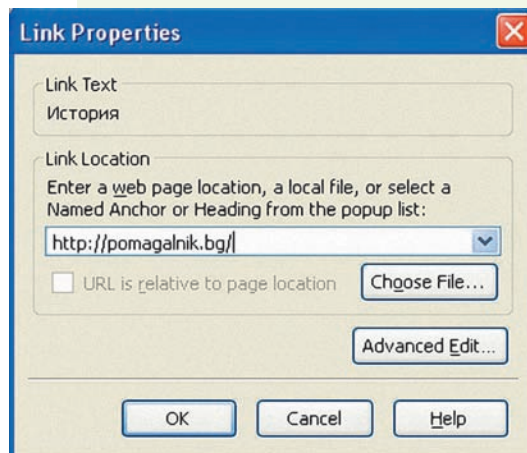 Link Properties
Link Text
История
Link Location
Enter a web page location, a local file, or select a
Named Anchor or Heading from the popup list:
http://pomagalnik.bg/
URL is relative to page location
Choose File...
Advanced Edit...
OK
Cancel
Help